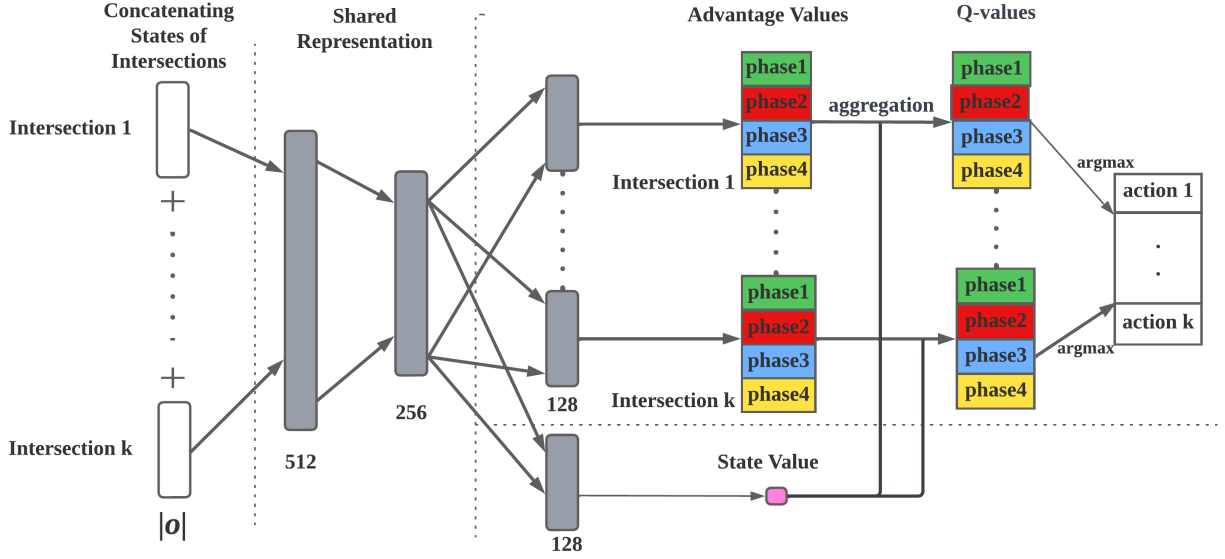 Concatenating
States of
Intersections
Shared
Representation
Advantage Values
Q-values
Intersection 1
+
+
Intersection k
|o|
512
256
128
128
Intersection 1
phase1
phase2
phase3
phase4
Intersection k
phase1
phase2
phase3
phase4
State Value
aggregation
phase1
phase2
phase3
phase4
phase1
phase2
phase3
phase4
argmax
argmax
action 1
action k